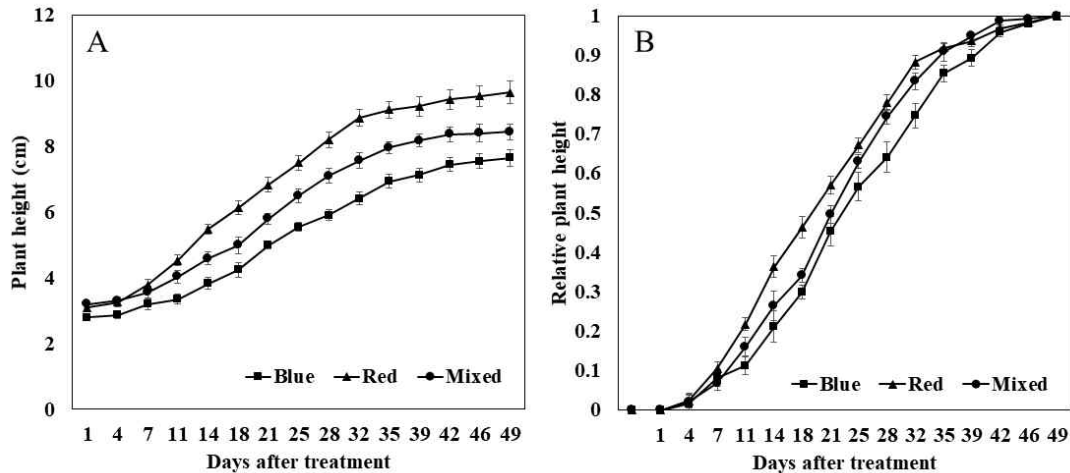 A
Plant height (cm)
12
10
8
6
4
2
0
Blue Red Mixed
1 4 7 11 14 18 21 25 28 32 35 39 42 46 49
Days after treatment
B
Relative plant height
1
0.9
0.8
0.7
0.6
0.5
0.4
0.3
0.2
0.1
0
Blue Red Mixed
1 4 7 11 14 18 21 25 28 32 35 39 42 46 49
Days after treatment